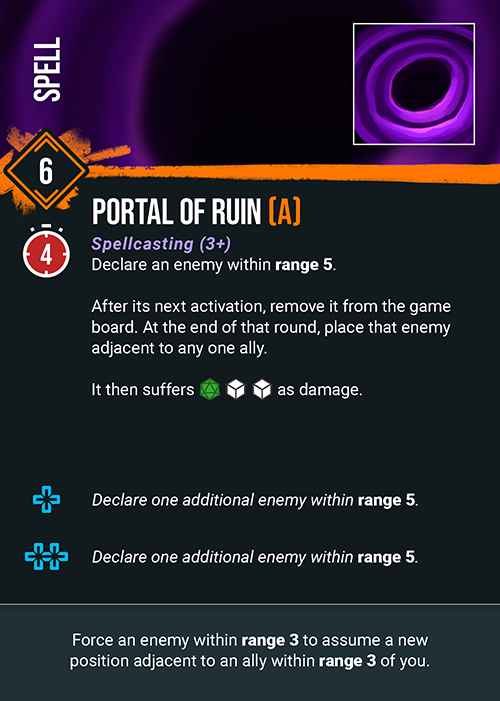 SPELL
6
PORTAL OF RUIN (A)
4
Spellcasting (3+)
Declare an enemy within range 5.
After its next activation, remove it from the game
board. At the end of that round, place that enemy
adjacent to any one ally.
It then suffers as damage.
Declare one additional enemy within range 5.
Declare one additional enemy within range 5.
Force an enemy within range 3 to assume a new
position adjacent to an ally within range 3 of you.